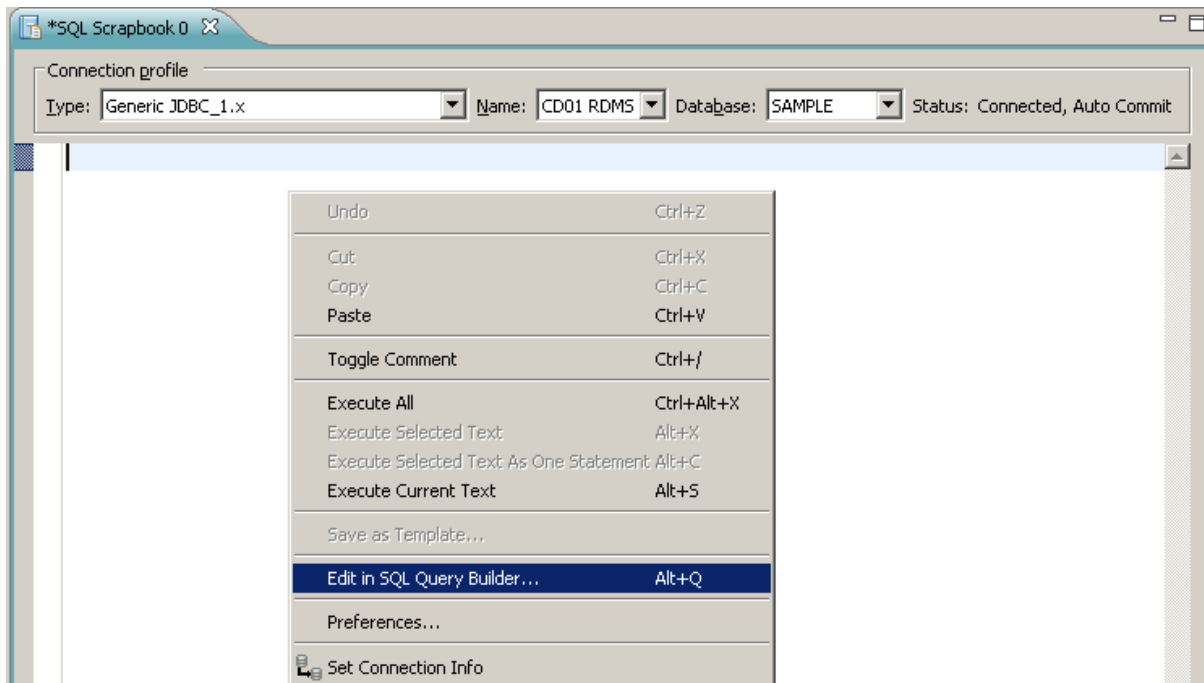 *SQL Scrapbook 0
Connection profile
Type: Generic JDBC_1.x Name: CD01 RDMS Database: SAMPLE Status: Connected, Auto Commit
Undo Ctrl+Z
Cut Ctrl+X
Copy Ctrl+C
Paste Ctrl+V
Toggle Comment Ctrl+/
Execute All Ctrl+Alt+X
Execute Selected Text Alt+X
Execute Selected Text As One Statement Alt+C
Execute Current Text Alt+S
Save as Template...
Edit in SQL Query Builder... Alt+Q
Preferences...
Set Connection Info